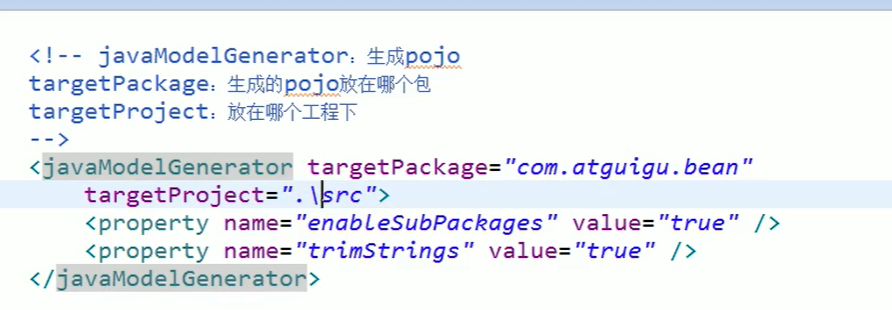 <!-- javaModelGenerator：生成pojo
targetPackage：生成的pojo放在哪个包
targetProject：放在哪个工程下
-->
<javaModelGenerator targetPackage="com.atguigu.bean"
targetProject=".\src">
<property name="enableSubPackages" value="true" />
<property name="trimStrings" value="true" />
</javaModelGenerator>